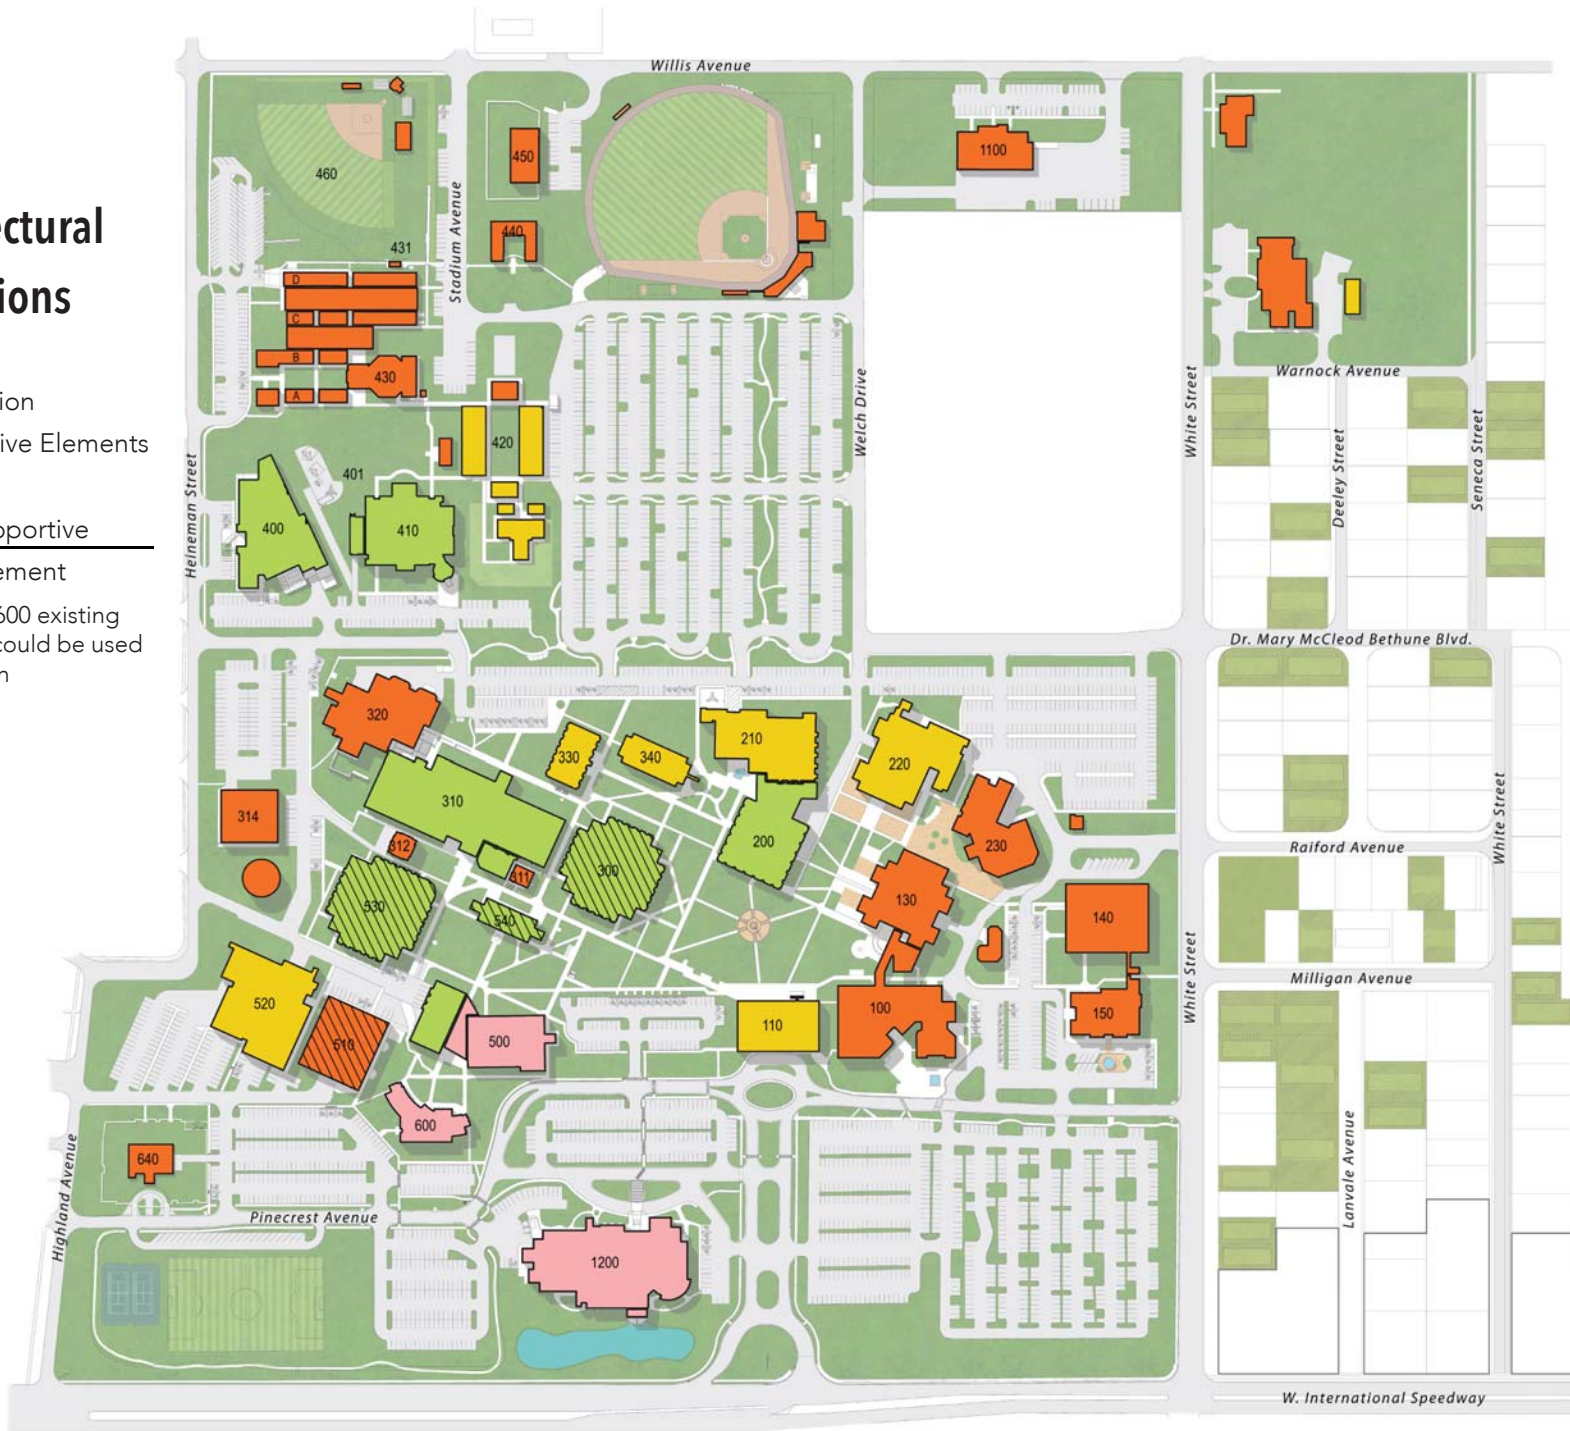 ectural
ions
ion
ive Elements
pportive
ement
600 existing
could be used
n
Willis Avenue
460
450
1100
440
431
Stadium Avenue
D
C
B
A
430
420
401
400
410
Heineman Street
Welch Drive
White Street
Warnock Avenue
Deeley Street
Seneca Street
Dr. Mary McCleod Bethune Blvd.
320
330
340
210
220
310
314
312
311
300
200
230
130
140
530
540
White Street
Raiford Avenue
Milligan Avenue
White Street
520
510
500
110
100
150
600
640
Highland Avenue
Pinecrest Avenue
1200
Lanvale Avenue
W. International Speedway